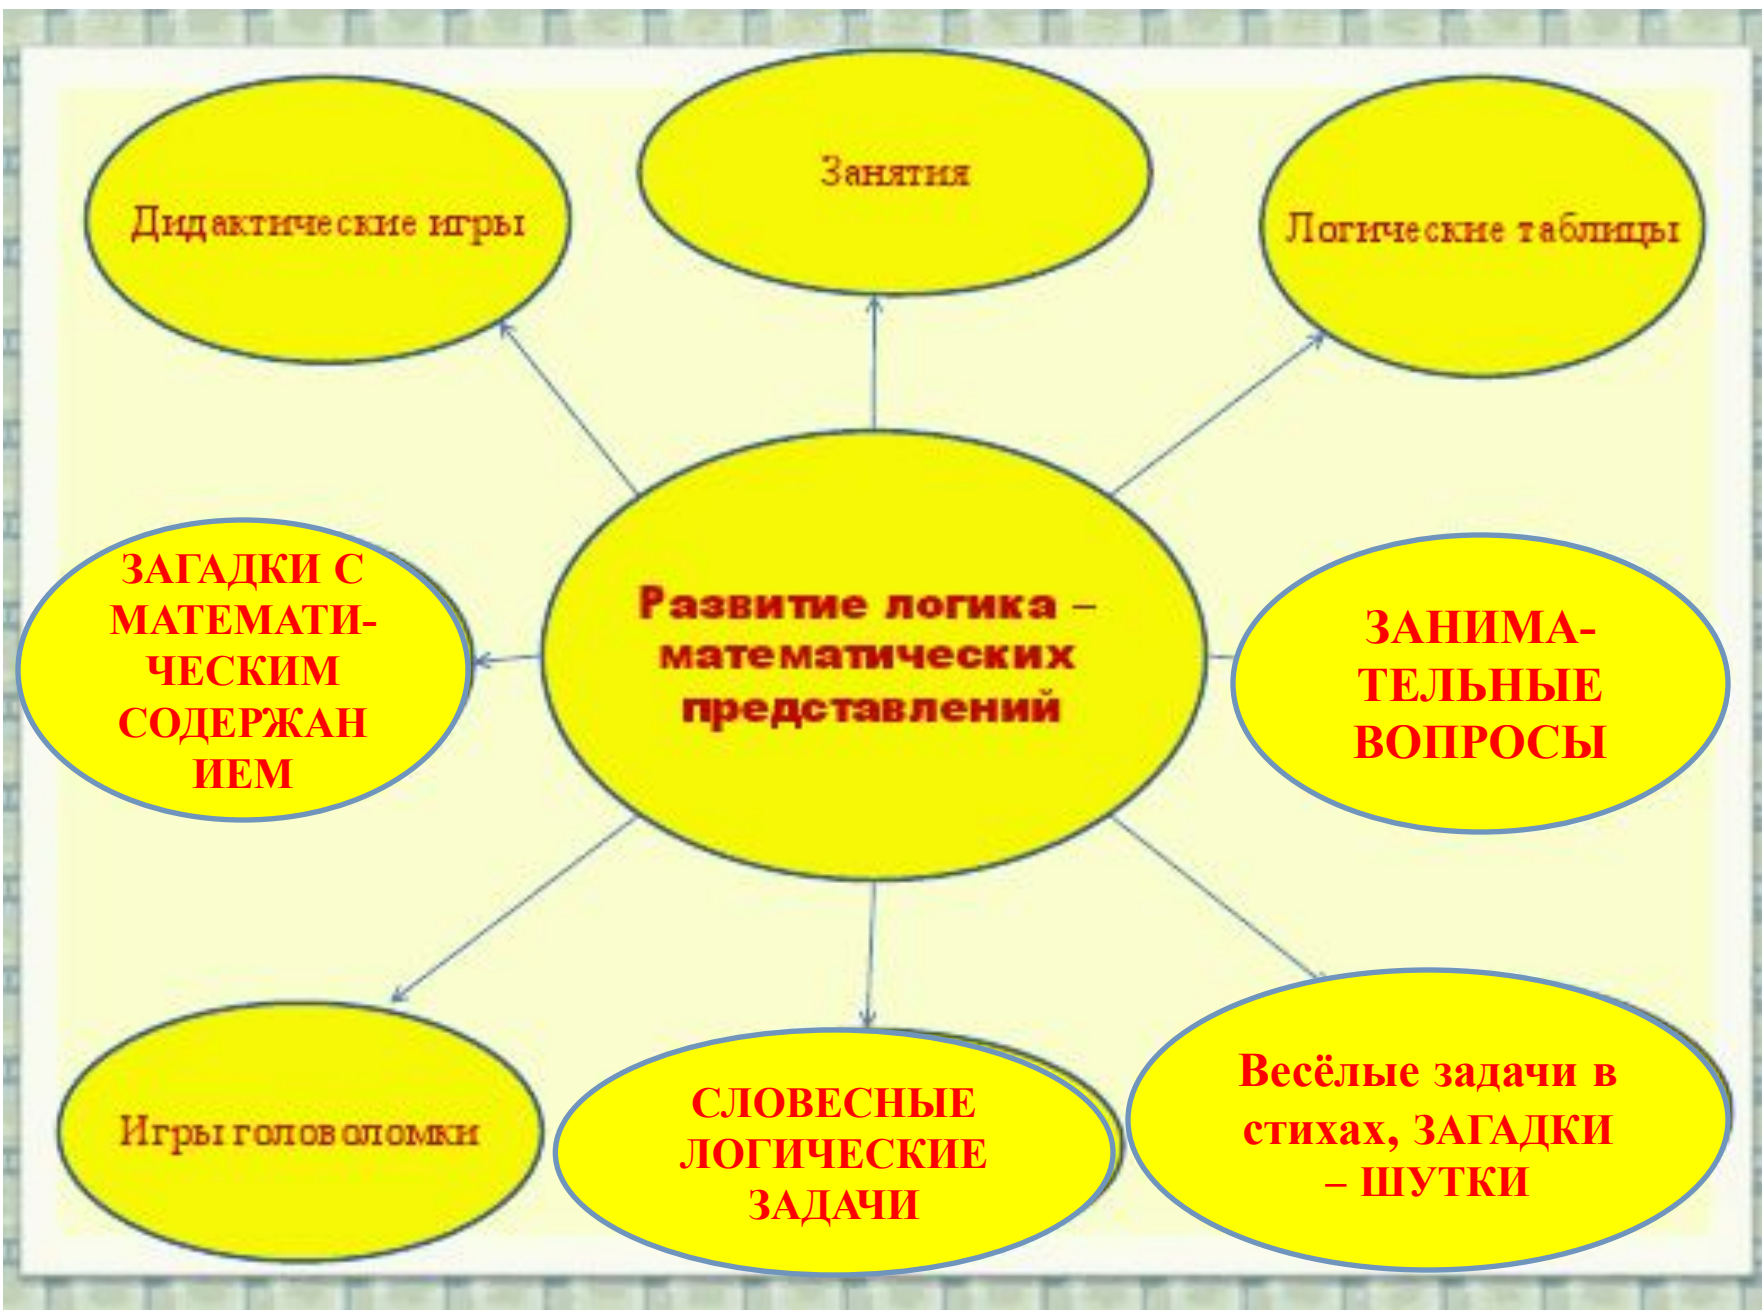 Занятия
Дидактические игры
Логические таблицы
ЗАГАДКИ С
МАТЕМАТИ-
ЧЕСКИМ
СОДЕРЖАН
ИЕМ
Развитие логика –
математических
представлений
ЗАНИМА-
ТЕЛЬНЫЕ
ВОПРОСЫ
Игры головоломки
СЛОВЕСНЫЕ
ЛОГИЧЕСКИЕ
ЗАДАЧИ
Весёлые задачи в
стихах, ЗАГАДКИ
– ШУТКИ